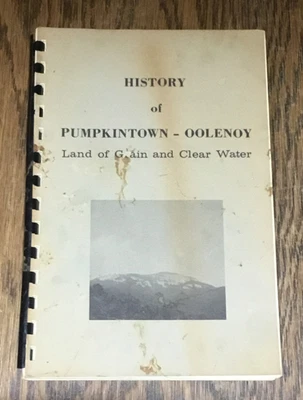 HISTORY
of
PUMPKINTOWN - OOLENOY
Land of Grain and Clear Water